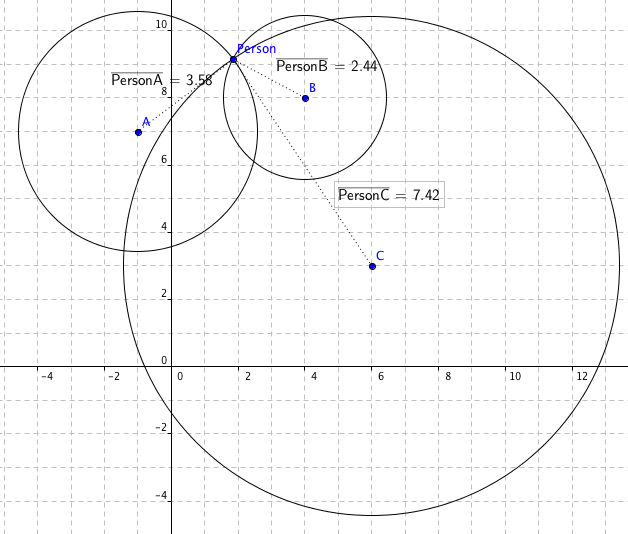 10
Person
PersonB = 2.44
PersonA = 3.58
8
B
A
6
PersonC = 7.42
4
C
2
0
−4 −2 0 2 4 6 8 10 12
−2
−4